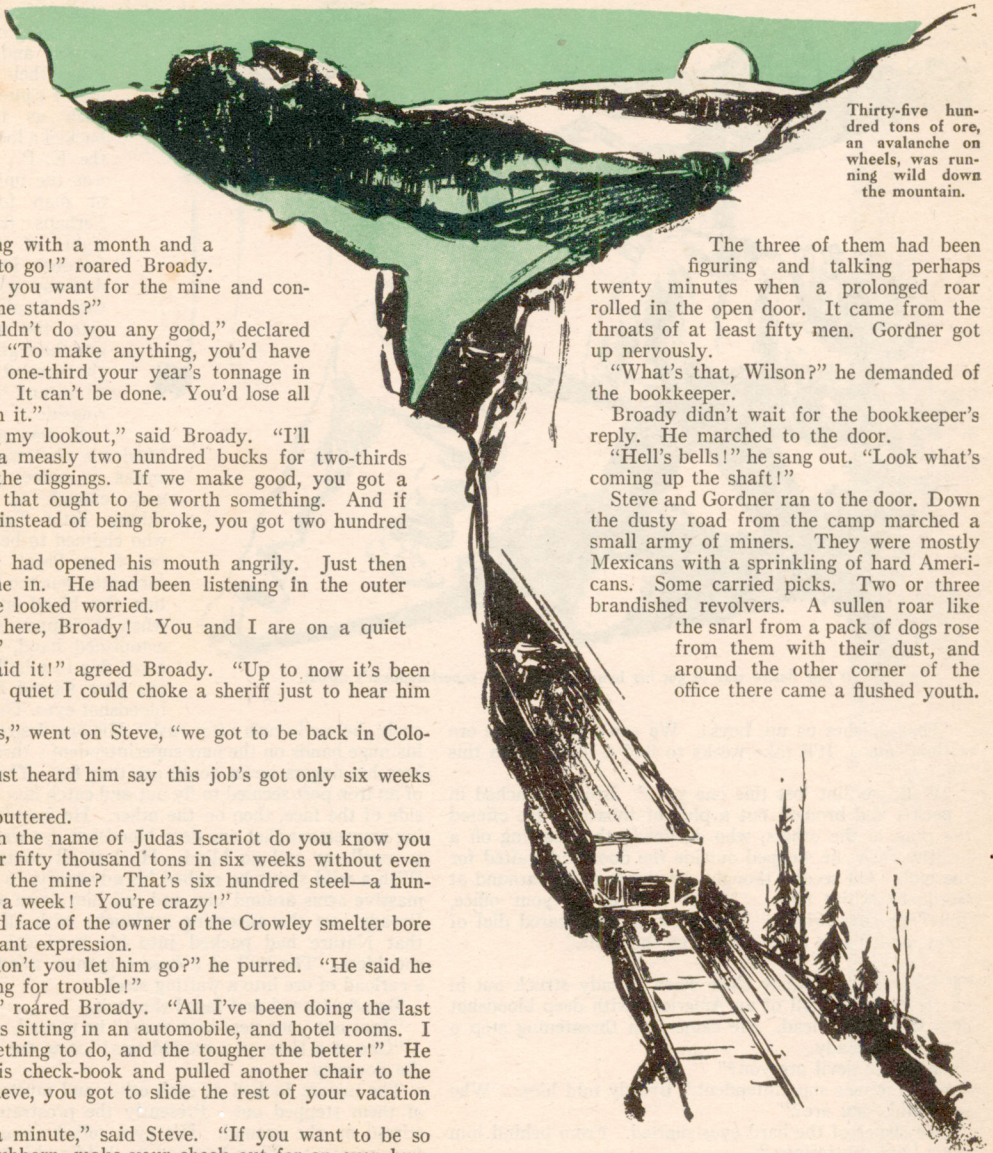 Thirty-five hun-
dred tons of ore,
an avalanche on
wheels, was run-
ning wild down
the mountain.
with a month and a
to go!" roared Broady.
you want for the mine and con-
stands?"
do you any good," declared
"To make anything, you'd have
one-third your year's tonnage in
It can't be done. You'd lose all
it."
my lookout," said Broady. "I'll
a measly two hundred bucks for two-thirds
the diggings. If we make good, you got a
that ought to be worth something. And if
instead of being broke, you got two hundred
had opened his mouth angrily. Just then
in. He had been listening in the outer
looked worried.
here, Broady! You and I are on a quiet
it!" agreed Broady. "Up to now it's been
quiet I could choke a sheriff just to hear him
went on Steve, "we got to be back in Colo-
heard him say this job's got only six weeks
the name of Judas Iscariot do you know you
fifty thousand tons in six weeks without even
the mine? That's six hundred steel—a hun-
a week! You're crazy!"
face of the owner of the Crowley smelter bore
expression.
you let him go?" he purred. "He said he
for trouble!"
roared Broady. "All I've been doing the last
sitting in an automobile, and hotel rooms. I
to do, and the tougher the better!" He
check-book and pulled another chair to the
you got to slide the rest of your vacation
a minute," said Steve. "If you want to be so
The three of them had been
figuring and talking perhaps
twenty minutes when a prolonged roar
rolled in the open door. It came from the
throats of at least fifty men. Gordner got
up nervously.
"What's that, Wilson?" he demanded of
the bookkeeper.
Broady didn't wait for the bookkeeper's
reply. He marched to the door.
"Hell's bells!" he sang out. "Look what's
coming up the shaft!"
Steve and Gordner ran to the door. Down
the dusty road from the camp marched a
small army of miners. They were mostly
Mexicans with a sprinkling of hard Ameri-
cans. Some carried picks. Two or three
brandished revolvers. A sullen roar like
the snarl from a pack of dogs rose
from them with their dust, and
around the other corner of the
office there came a flushed youth.